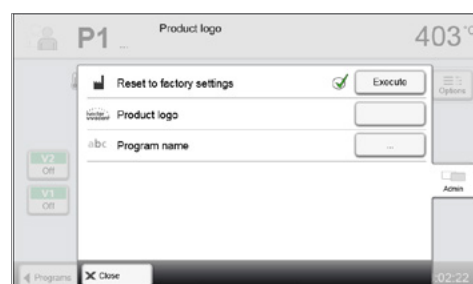 P1 ...
Product logo
403°C
Reset to factory settings
Execute
Options
Product logo
abc Program name
...
V2
Off
V1
Off
Admin
Programs
Close
:02:22